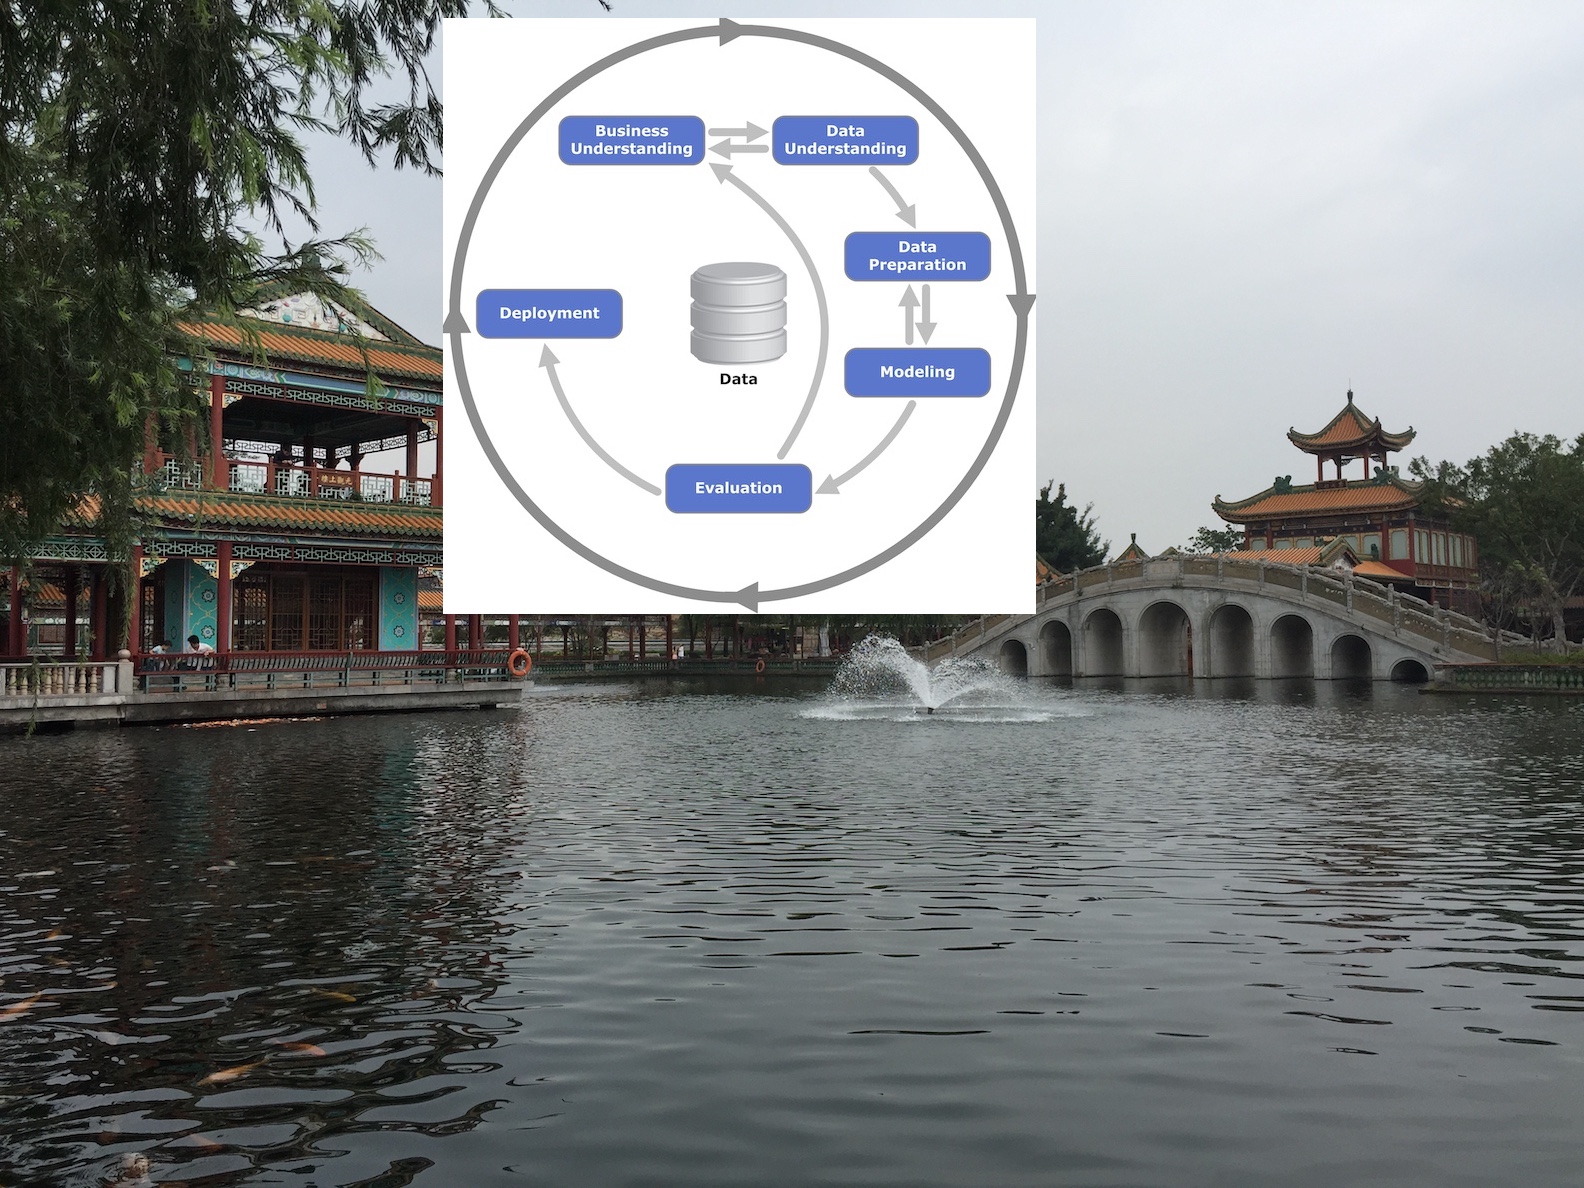 Business
Understanding
Data
Understanding
Data
Preparation
Deployment
Modeling
Data
Evaluation